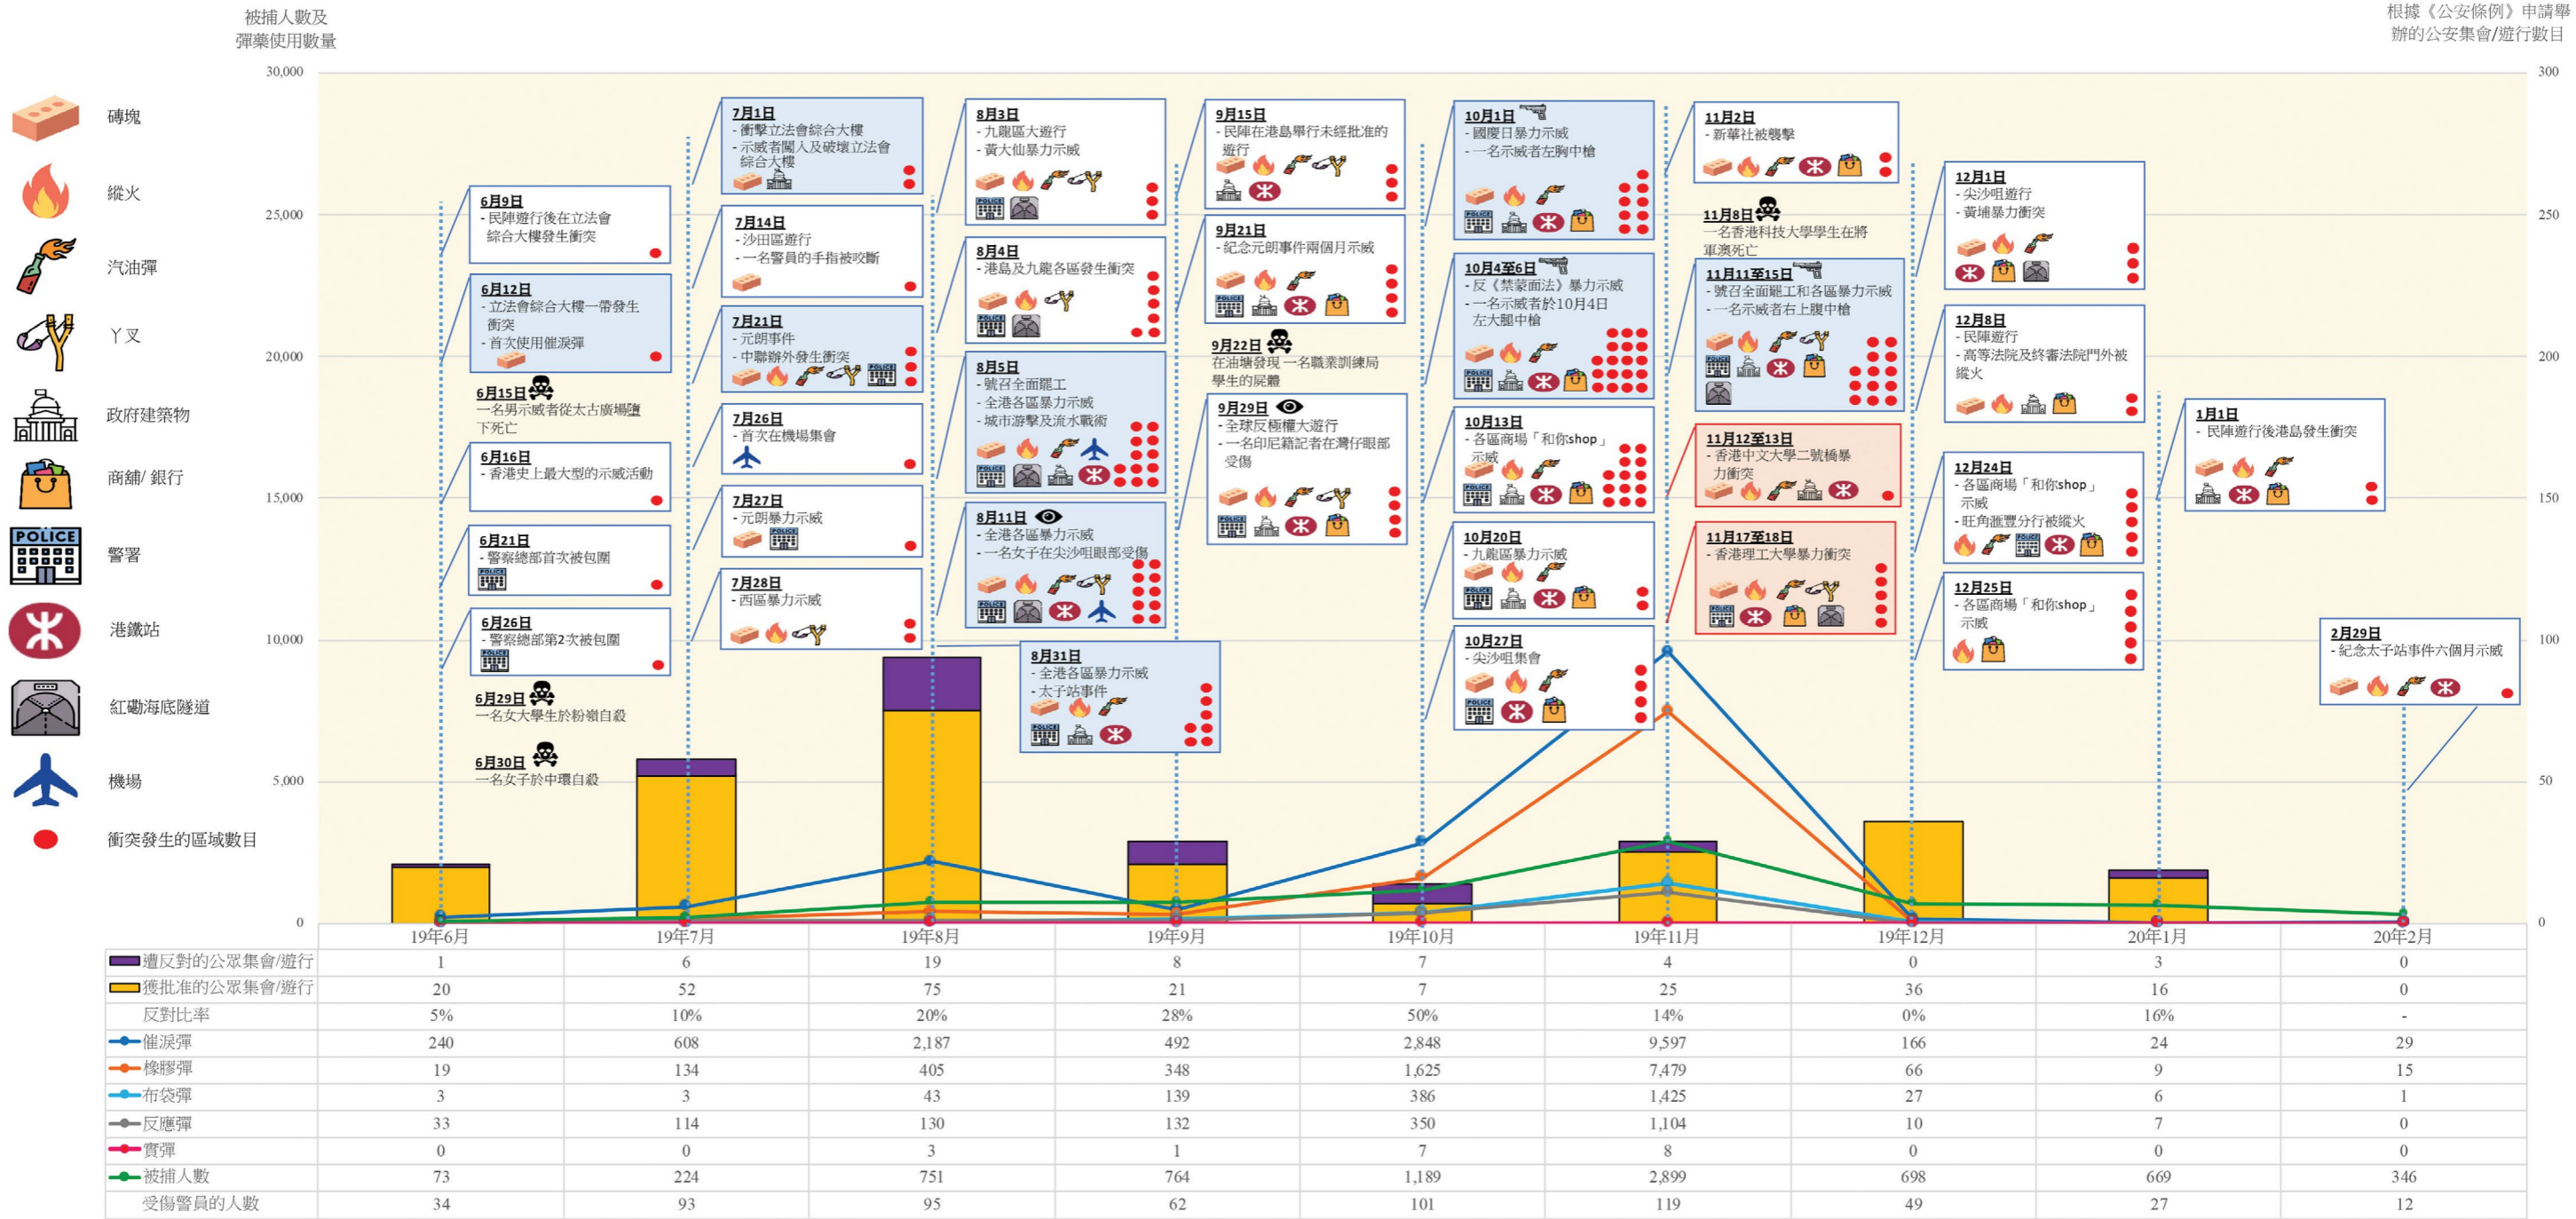 被捕人數及
彈藥使用數量
根據《公安條例》申請舉
辦的公安集會/遊行數目
磚塊
縱火
汽油彈
丫叉
政府建築物
商舖/ 銀行
POLICE
警署
港鐵站
紅磡海底隧道
機場
衝突發生的區域數目
30,000
25,000
20,000
15,000
10,000
5,000
0
300
250
200
150
100
50
0
6月9日
- 民陣遊行後在立法會
綜合大樓發生衝突
6月12日
- 立法會綜合大樓一帶發生
衝突
- 首次使用催淚彈
6月15日
一名男示威者從太古廣場墮
下死亡
6月16日
- 香港史上最大型的示威活動
6月21日
- 警察總部首次被包圍
POLICE
6月26日
- 警察總部第2次被包圍
POLICE
6月29日
一名女大學生於粉嶺自殺
6月30日
一名女子於中環自殺
7月1日
- 衝擊立法會綜合大樓
- 示威者闖入及破壞立法會
綜合大樓
7月14日
- 沙田區遊行
- 一名警員的手指被咬斷
7月21日
- 元朗事件
- 中聯辦外發生衝突
POLICE
7月26日
- 首次在機場集會
7月27日
- 元朗暴力示威
POLICE
7月28日
- 西區暴力示威
8月3日
- 九龍區大遊行
- 黃大仙暴力示威
POLICE
8月4日
- 港島及九龍各區發生衝突
POLICE
8月5日
- 號召全面罷工
- 全港各區暴力示威
- 城市游擊及流水戰術
POLICE
8月11日
- 全港各區暴力示威
- 一名女子在尖沙咀眼部受傷
POLICE
8月31日
- 全港各區暴力示威
- 太子站事件
POLICE
9月15日
- 民陣在港島舉行未經批准的
遊行
9月21日
- 紀念元朗事件兩個月示威
POLICE
9月22日
在油塘發現 一名職業訓練局
學生的屍體
9月29日
- 全球反極權大遊行
- 一名印尼籍記者在灣仔眼部
受傷
POLICE
10月1日
- 國慶日暴力示威
- 一名示威者左胸中槍
POLICE
10月4至6日
- 反《禁蒙面法》暴力示威
- 一名示威者於10月4日
左大腿中槍
POLICE
10月13日
- 各區商場「和你shop」
示威
POLICE
10月20日
- 九龍區暴力示威
POLICE
10月27日
- 尖沙咀集會
POLICE
11月2日
- 新華社被襲擊
11月8日
一名香港科技大學學生在將
軍澳死亡
11月11至15日
- 號召全面罷工和各區暴力示威
- 一名示威者右上腹中槍
POLICE
11月12至13日
- 香港中文大學二號橋暴
力衝突
11月17至18日
- 香港理工大學暴力衝突
POLICE
12月1日
- 尖沙咀遊行
- 黃埔暴力衝突
12月8日
- 民陣遊行
- 高等法院及終審法院門外被
縱火
12月24日
- 各區商場「和你shop」
示威
- 旺角滙豐分行被縱火
POLICE
12月25日
- 各區商場「和你shop」
示威
1月1日
- 民陣遊行後港島發生衝突
2月29日
- 紀念太子站事件六個月示威
19年6月 19年7月 19年8月 19年9月 19年10月 19年11月 19年12月 20年1月 20年2月
遭反對的公眾集會/遊行 1 6 19 8 7 4 0 3 0
獲批准的公眾集會/遊行 20 52 75 21 7 25 36 16 0
反對比率 5% 10% 20% 28% 50% 14% 0% 16% -
催淚彈 240 608 2,187 492 2,848 9,597 166 24 29
橡膠彈 19 134 405 348 1,625 7,479 66 9 15
布袋彈 3 3 43 139 386 1,425 27 6 1
反應彈 33 114 130 132 350 1,104 10 7 0
實彈 0 0 3 1 7 8 0 0 0
被捕人數 73 224 751 764 1,189 2,899 698 669 346
受傷警員的人數 34 93 95 62 101 119 49 27 12